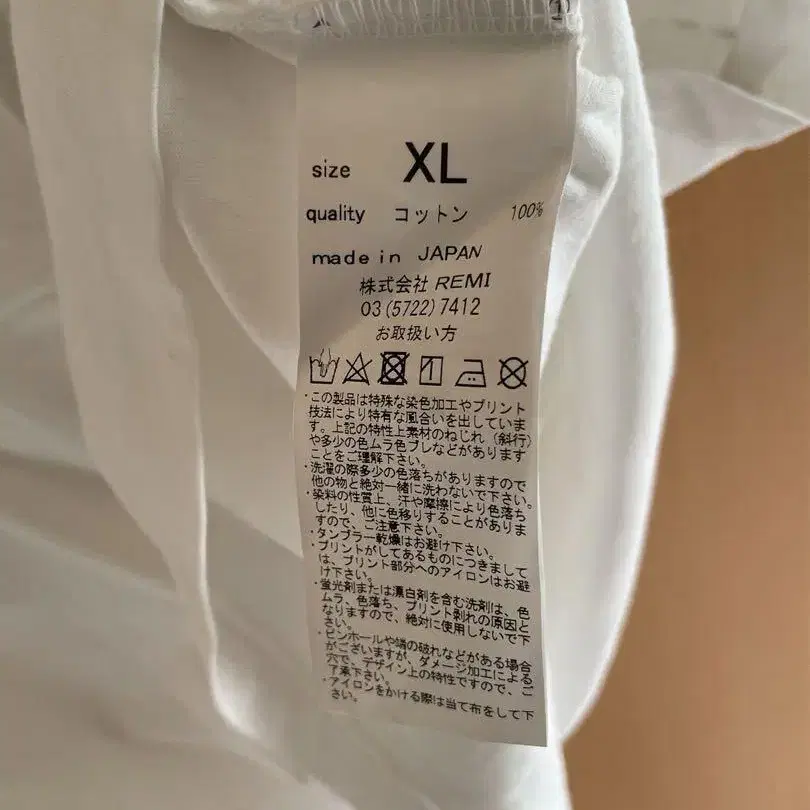 size XL
quality コットン 100%
made in JAPAN
株式会社 REMI
03(5722)7412
お取扱い方
・この製品は特殊な染色加工やプリント
技法により特有な風合いを出していま
す。上記の特性上素材のねじれ（斜行）
や多少の色ムラ色ブレなどがあります
ことをご理解下さい。
・洗濯の際多少の色落ちがありますので
他の物と絶対一緒に洗わないで下さい。
・染料の性質上、汗や摩擦により色落ち
したり、他に色移りすることがありま
すので、ご注意下さい。
・タンブラー乾燥はお避け下さい。
・プリントがしてあるものにつきまして
は、プリント部分へのアイロンはお避
け下さい。
・蛍光剤または漂白剤を含む洗剤は、色
ムラ、色落ち、プリント剥れの原因と
なりますので、絶対に使用しないで下
さい。
・ピンホールや端の破れなどがある場合
がございますが、ダメージ加工による
穴で、デザイン上の特性ですので、ご
了承下さい。
・アイロンをかける際は当て布をして下
さい。